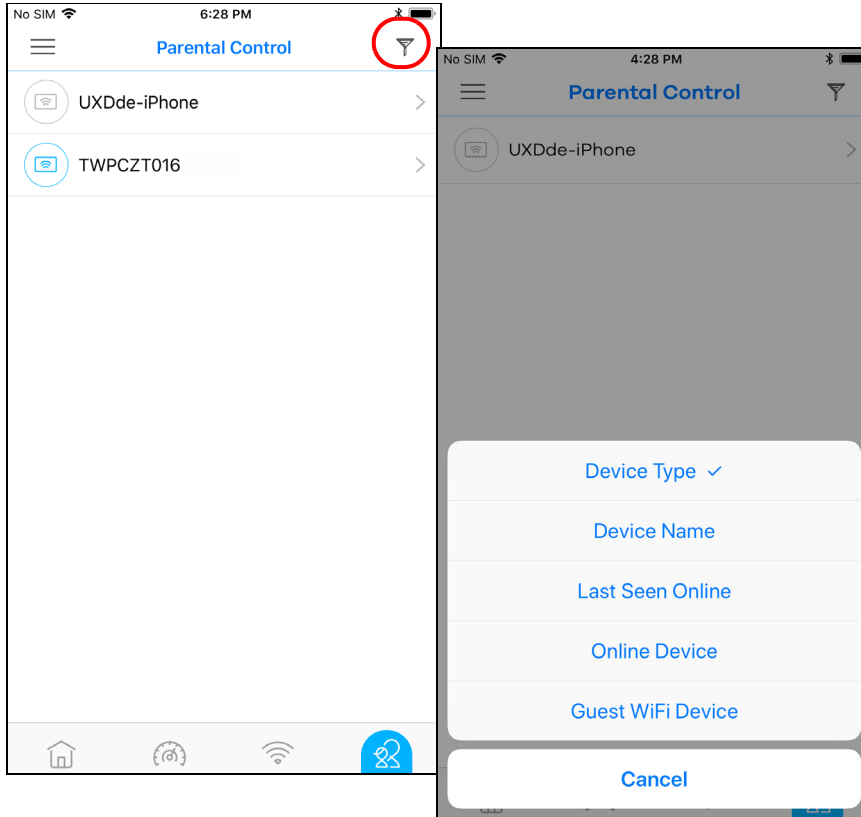 No SIM 6:28 PM
Parental Control
UXDde-iPhone
TWPCZT016
No SIM 4:28 PM
Parental Control
UXDde-iPhone
Device Type ✓
Device Name
Last Seen Online
Online Device
Guest WiFi Device
Cancel